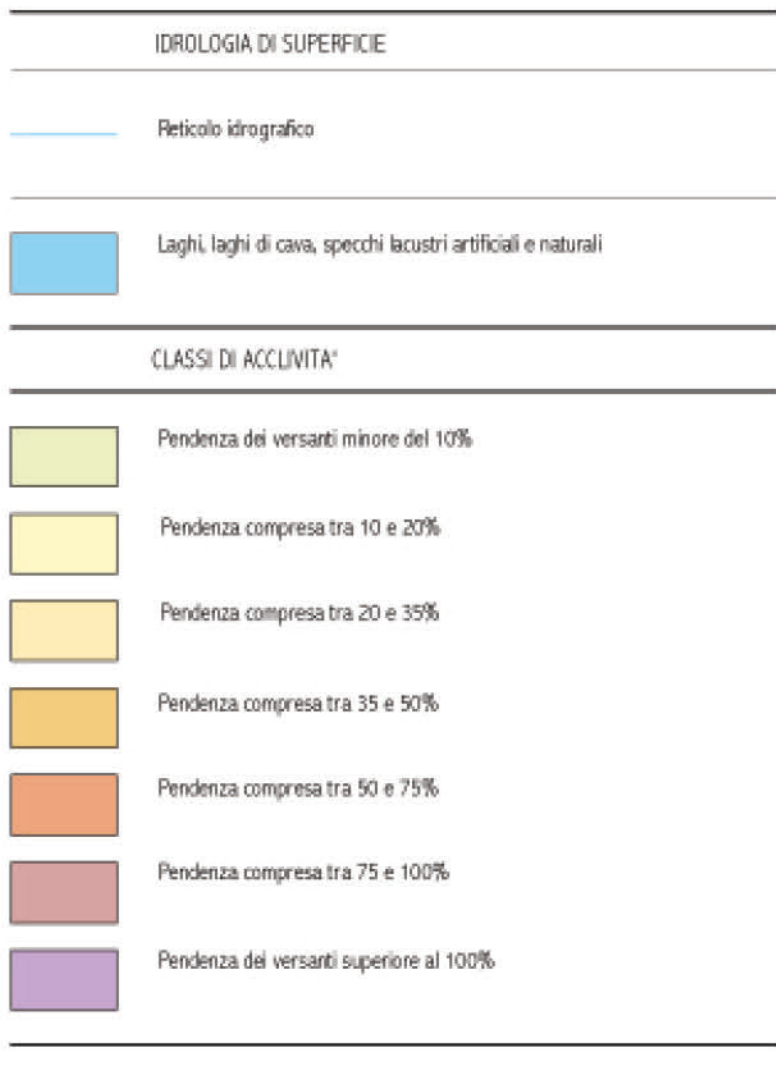 IDROLOGIA DI SUPERFICIE
Reticolo idrografico
Laghi, laghi di cava, specchi lacustri artificiali e naturali
CLASSI DI ACCLIVITA'
Pendenza dei versanti minore del 10%
Pendenza compresa tra 10 e 20%
Pendenza compresa tra 20 e 35%
Pendenza compresa tra 35 e 50%
Pendenza compresa tra 50 e 75%
Pendenza compresa tra 75 e 100%
Pendenza dei versanti superiore al 100%